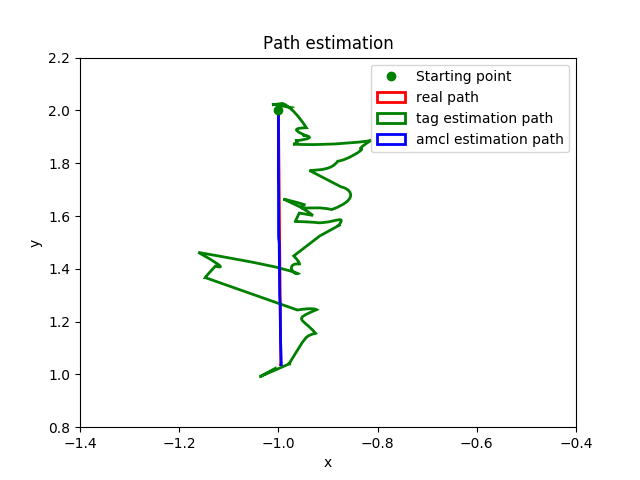 Path estimation
2.2
2.0
1.8
1.6
1.4
1.2
1.0
0.8
y
Starting point
real path
tag estimation path
amcl estimation path
−1.4 −1.2 −1.0 −0.8 −0.6 −0.4
x